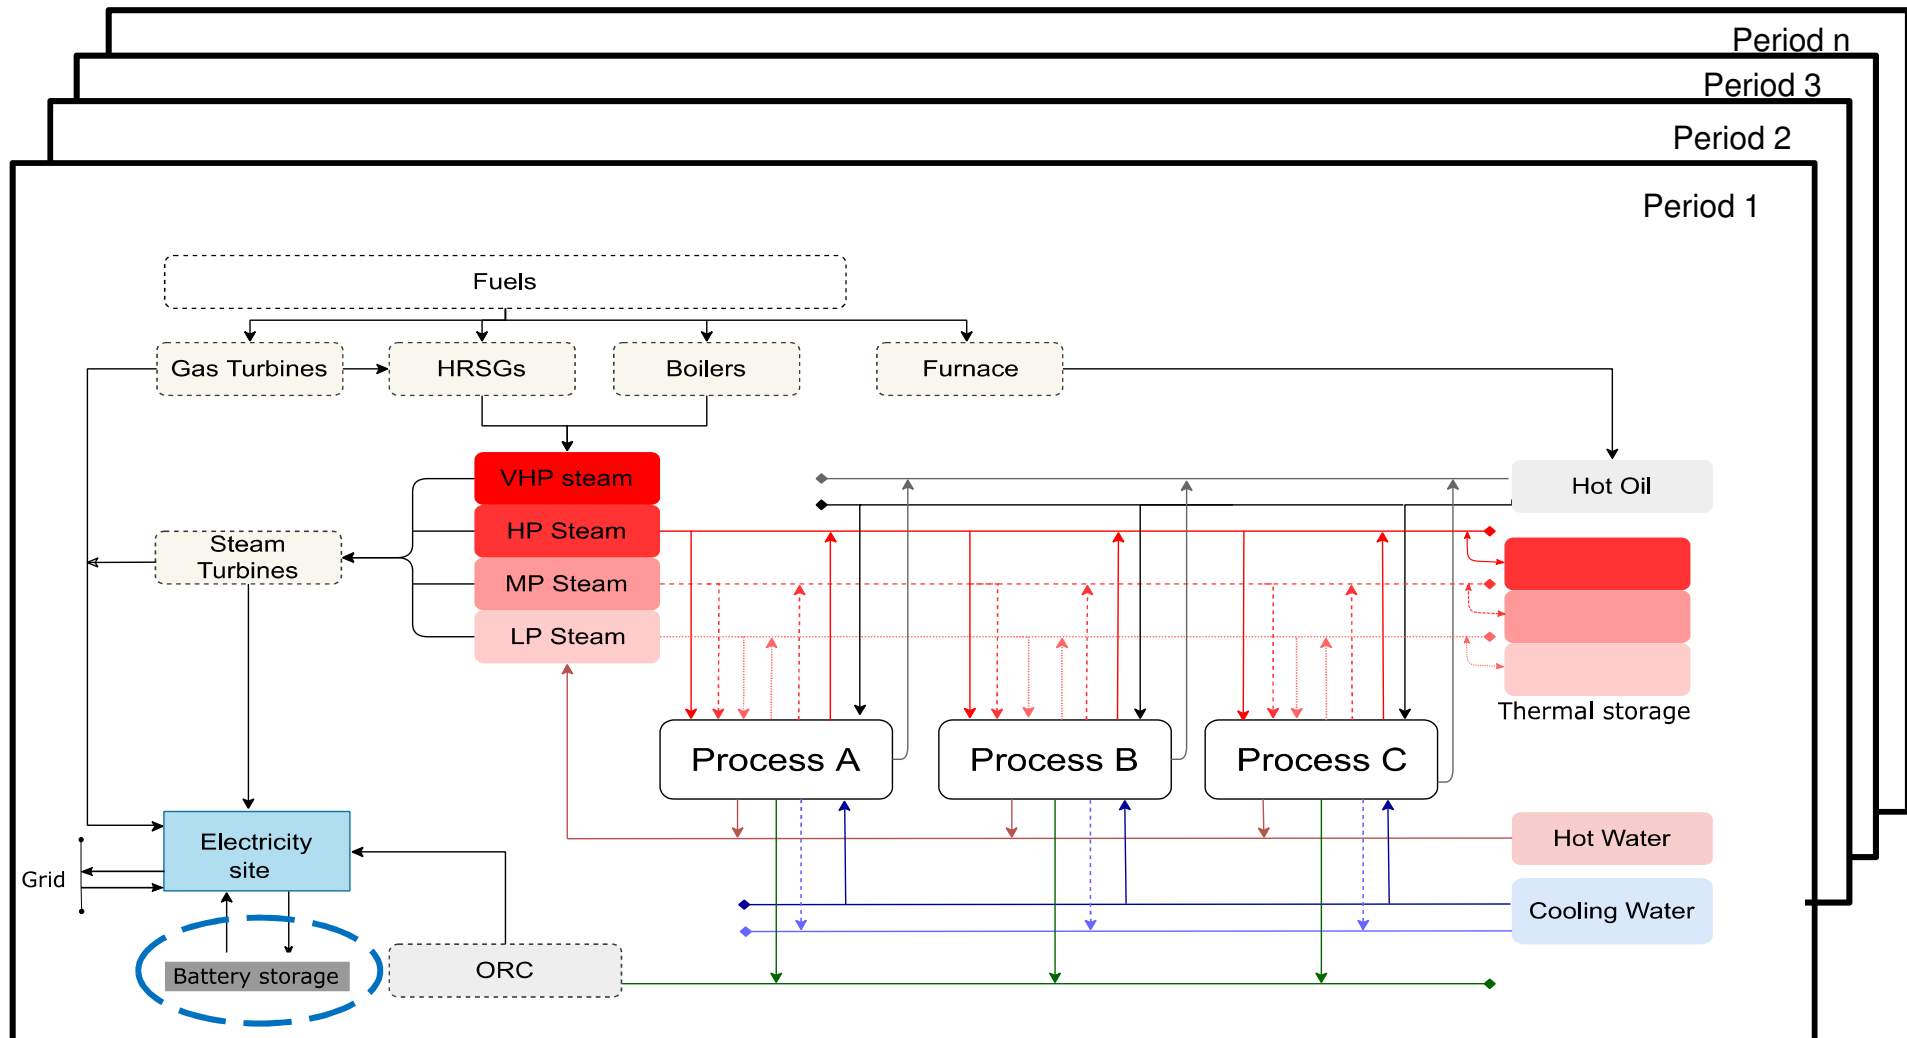 Period n
Period 3
Period 2
Period 1
Fuels
Gas Turbines
HRSGs
Boilers
Furnace
VHP steam
Hot Oil
HP Steam
Steam
Turbines
MP Steam
LP Steam
Thermal storage
Process A
Process B
Process C
Electricity
site
Hot Water
Grid
Cooling Water
Battery storage
ORC